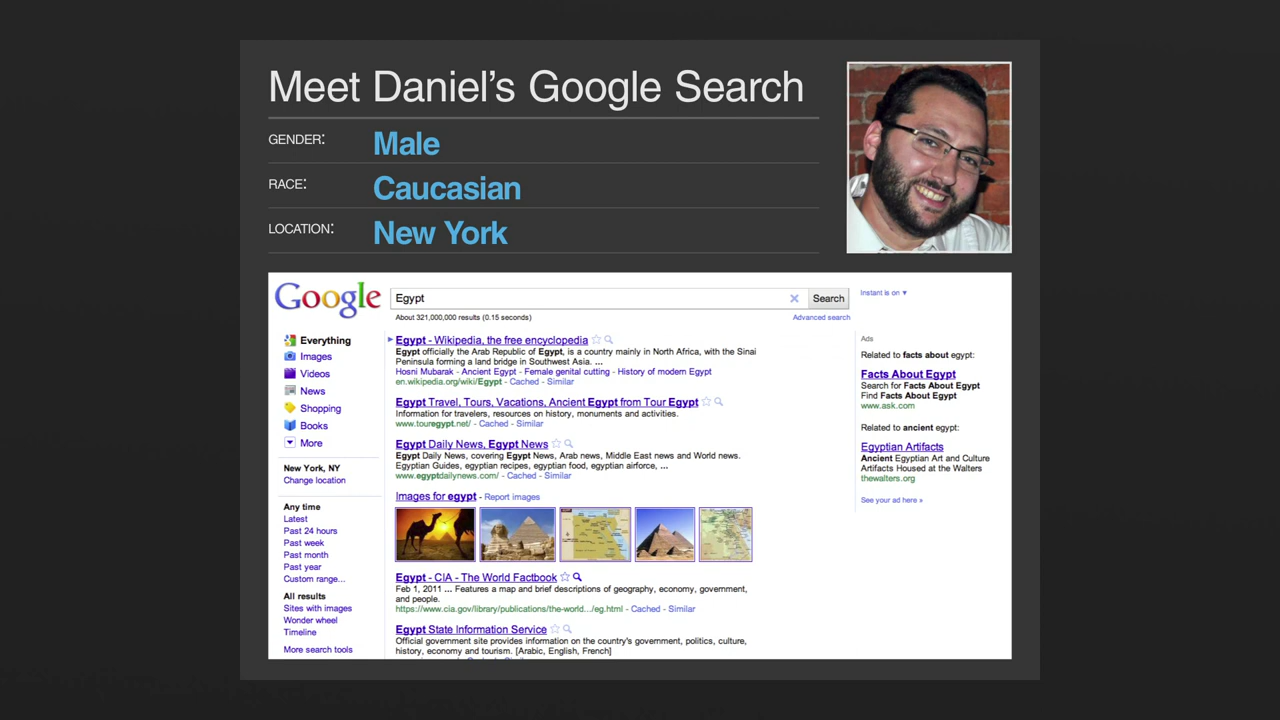 Meet Daniel's Google Search
GENDER: Male
RACE: Caucasian
LOCATION: New York
Google
Egypt
Search
Instant is on ▾
About 321,000,000 results (0.15 seconds)
Advanced search
Everything
Images
Videos
News
Shopping
Books
More
New York, NY
Change location
Any time
Latest
Past 24 hours
Past week
Past month
Past year
Custom range...
All results
Sites with images
Wonder wheel
Timeline
More search tools
Egypt - Wikipedia, the free encyclopedia
Egypt officially the Arab Republic of Egypt, is a country mainly in North Africa, with the Sinai
Peninsula forming a land bridge in Southwest Asia. ...
Hosni Mubarak - Ancient Egypt - Female genital cutting - History of modern Egypt
en.wikipedia.org/wiki/Egypt - Cached - Similar
Egypt Travel, Tours, Vacations, Ancient Egypt from Tour Egypt
Information for travelers, resources on history, monuments and activities.
www.touregypt.net/ - Cached - Similar
Egypt Daily News, Egypt News
Egypt Daily News, covering Egypt News, Arab news, Middle East news and World news.
Egyptian Guides, egyptian recipes, egyptian food, egyptian airforce, ...
www.egyptdailynews.com/ - Cached - Similar
Images for egypt - Report images
Egypt - CIA - The World Factbook
Feb 1, 2011 ... Features a map and brief descriptions of geography, economy, government,
and people.
https://www.cia.gov/library/publications/the-world.../eg.html - Cached - Similar
Egypt State Information Service
Official government site provides information on the country's government, politics, culture,
history, economy and tourism. [Arabic, English, French]
Ads
Related to facts about egypt:
Facts About Egypt
Search for Facts About Egypt
Find Facts About Egypt
www.ask.com
Related to ancient egypt:
Egyptian Artifacts
Ancient Egyptian Art and Culture
Artifacts Housed at the Walters
thewalters.org
See your ad here »